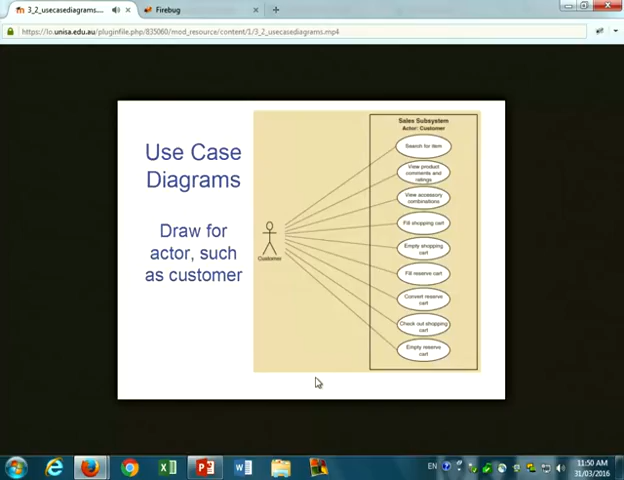 3_2_usecasediagrams....
Firebug
https://lo.unisa.edu.au/pluginfile.php/835060/mod_resource/content/1/3_2_usecasediagrams.mp4
Use Case
Diagrams
Draw for
actor, such
as customer
Sales Subsystem
Actor: Customer
Search for item
View product
comments and
ratings
View accessory
combinations
Fill shopping cart
Empty shopping
cart
Fill reserve cart
Convert reserve
cart
Check out shopping
cart
Empty reserve
cart
Customer
EN
11:50 AM
31/03/2016